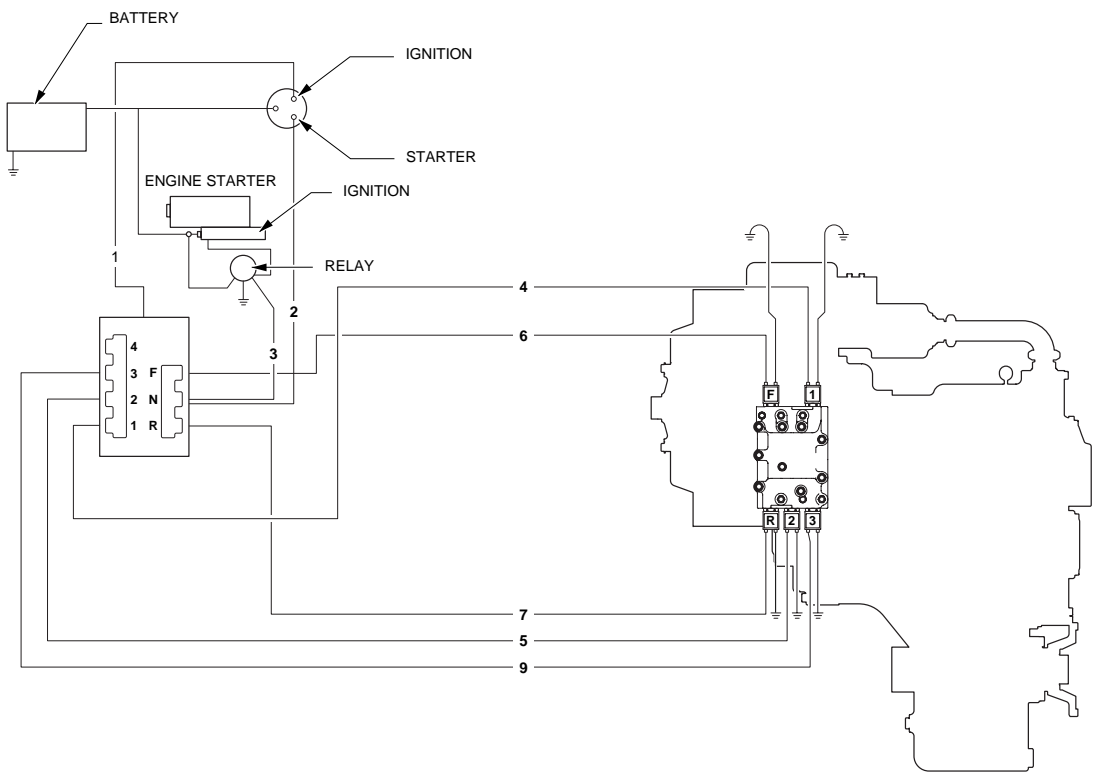 BATTERY
IGNITION
STARTER
ENGINE STARTER
IGNITION
1
RELAY
4
2
6
3
4
3 F
2 N
1 R
F 1
R 2 3
7
5
9